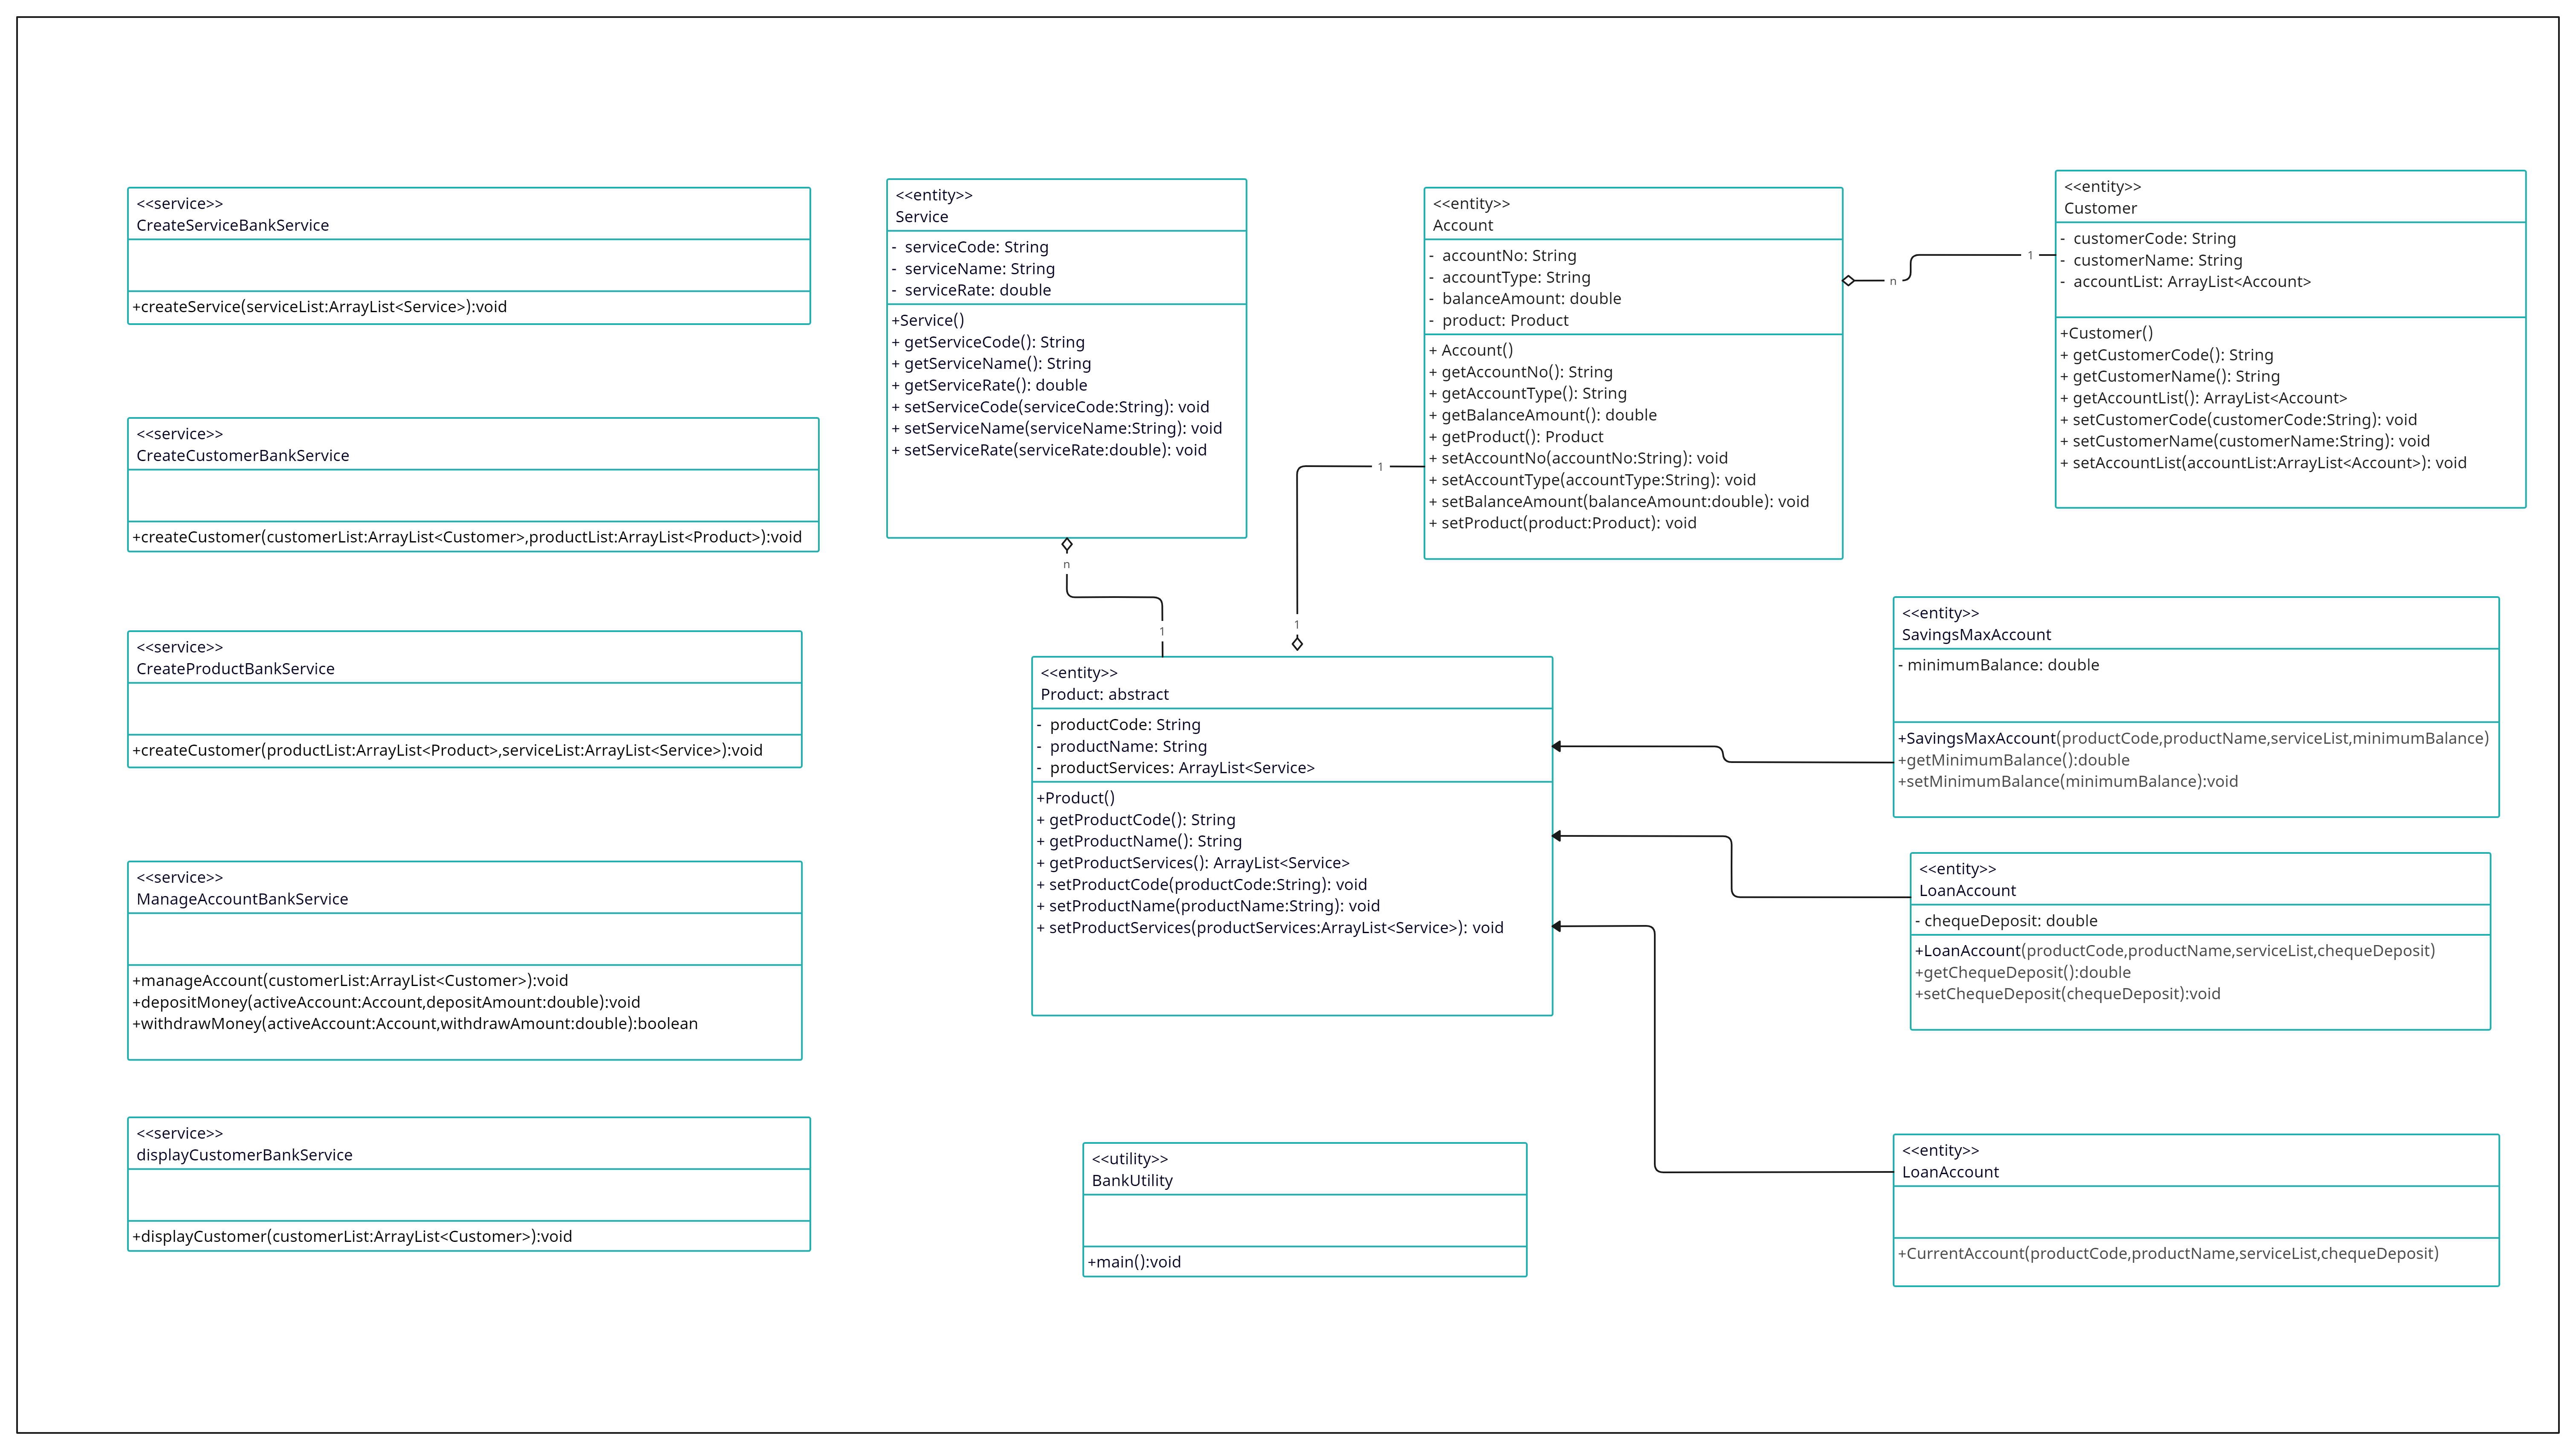 <<service>>
CreateServiceBankService
+createService(serviceList:ArrayList<Service>):void
<<service>>
CreateCustomerBankService
+createCustomer(customerList:ArrayList<Customer>,productList:ArrayList<Product>):void
<<service>>
CreateProductBankService
+createCustomer(productList:ArrayList<Product>,serviceList:ArrayList<Service>):void
<<service>>
ManageAccountBankService
+manageAccount(customerList:ArrayList<Customer>):void
+depositMoney(activeAccount:Account,depositAmount:double):void
+withdrawMoney(activeAccount:Account,withdrawAmount:double):boolean
<<service>>
displayCustomerBankService
+displayCustomer(customerList:ArrayList<Customer>):void
<<entity>>
Service
- serviceCode: String
- serviceName: String
- serviceRate: double
+Service()
+ getServiceCode(): String
+ getServiceName(): String
+ getServiceRate(): double
+ setServiceCode(serviceCode:String): void
+ setServiceName(serviceName:String): void
+ setServiceRate(serviceRate:double): void
n
1
<<entity>>
Account
- accountNo: String
- accountType: String
- balanceAmount: double
- product: Product
+ Account()
+ getAccountNo(): String
+ getAccountType(): String
+ getBalanceAmount(): double
+ getProduct(): Product
+ setAccountNo(accountNo:String): void
+ setAccountType(accountType:String): void
+ setBalanceAmount(balanceAmount:double): void
+ setProduct(product:Product): void
1
1
n
1
<<entity>>
Customer
- customerCode: String
- customerName: String
- accountList: ArrayList<Account>
+Customer()
+ getCustomerCode(): String
+ getCustomerName(): String
+ getAccountList(): ArrayList<Account>
+ setCustomerCode(customerCode:String): void
+ setCustomerName(customerName:String): void
+ setAccountList(accountList:ArrayList<Account>): void
<<entity>>
Product: abstract
- productCode: String
- productName: String
- productServices: ArrayList<Service>
+Product()
+ getProductCode(): String
+ getProductName(): String
+ getProductServices(): ArrayList<Service>
+ setProductCode(productCode:String): void
+ setProductName(productName:String): void
+ setProductServices(productServices:ArrayList<Service>): void
<<utility>>
BankUtility
+main():void
<<entity>>
SavingsMaxAccount
- minimumBalance: double
+SavingsMaxAccount(productCode,productName,serviceList,minimumBalance)
+getMinimumBalance():double
+setMinimumBalance(minimumBalance):void
<<entity>>
LoanAccount
- chequeDeposit: double
+LoanAccount(productCode,productName,serviceList,chequeDeposit)
+getChequeDeposit():double
+setChequeDeposit(chequeDeposit):void
<<entity>>
LoanAccount
+CurrentAccount(productCode,productName,serviceList,chequeDeposit)